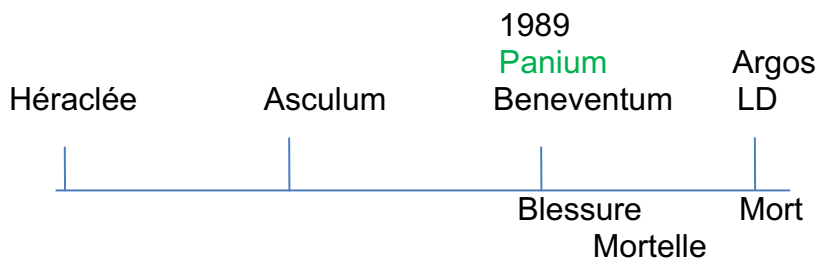 1989
Panium Argos
Héraclée Asculum Beneventum LD
Blessure Mort
Mortelle